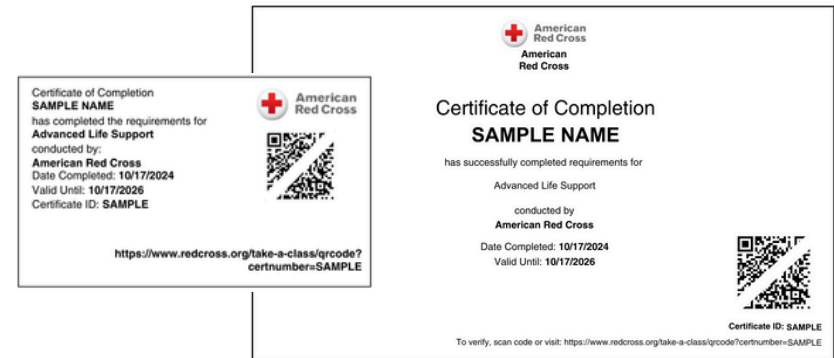 Certificate of Completion
SAMPLE NAME
has completed the requirements for
Advanced Life Support
conducted by:
American Red Cross
Date Completed: 10/17/2024
Valid Until: 10/17/2026
Certificate ID: SAMPLE
American
Red Cross
https://www.redcross.org/take-a-class/qrcode?
certnumber=SAMPLE
American
Red Cross
American
Red Cross
Certificate of Completion
SAMPLE NAME
has successfully completed requirements for
Advanced Life Support
conducted by
American Red Cross
Date Completed: 10/17/2024
Valid Until: 10/17/2026
Certificate ID: SAMPLE
To verify, scan code or visit: https://www.redcross.org/take-a-class/qrcode?certnumber=SAMPLE